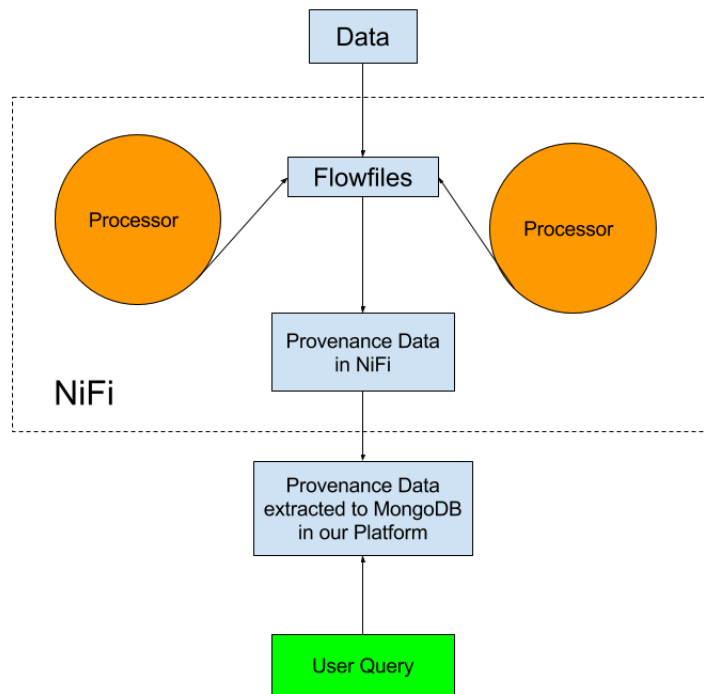 Data
Flowfiles
Processor
Processor
Provenance Data
in NiFi
NiFi
Provenance Data
extracted to MongoDB
in our Platform
User Query